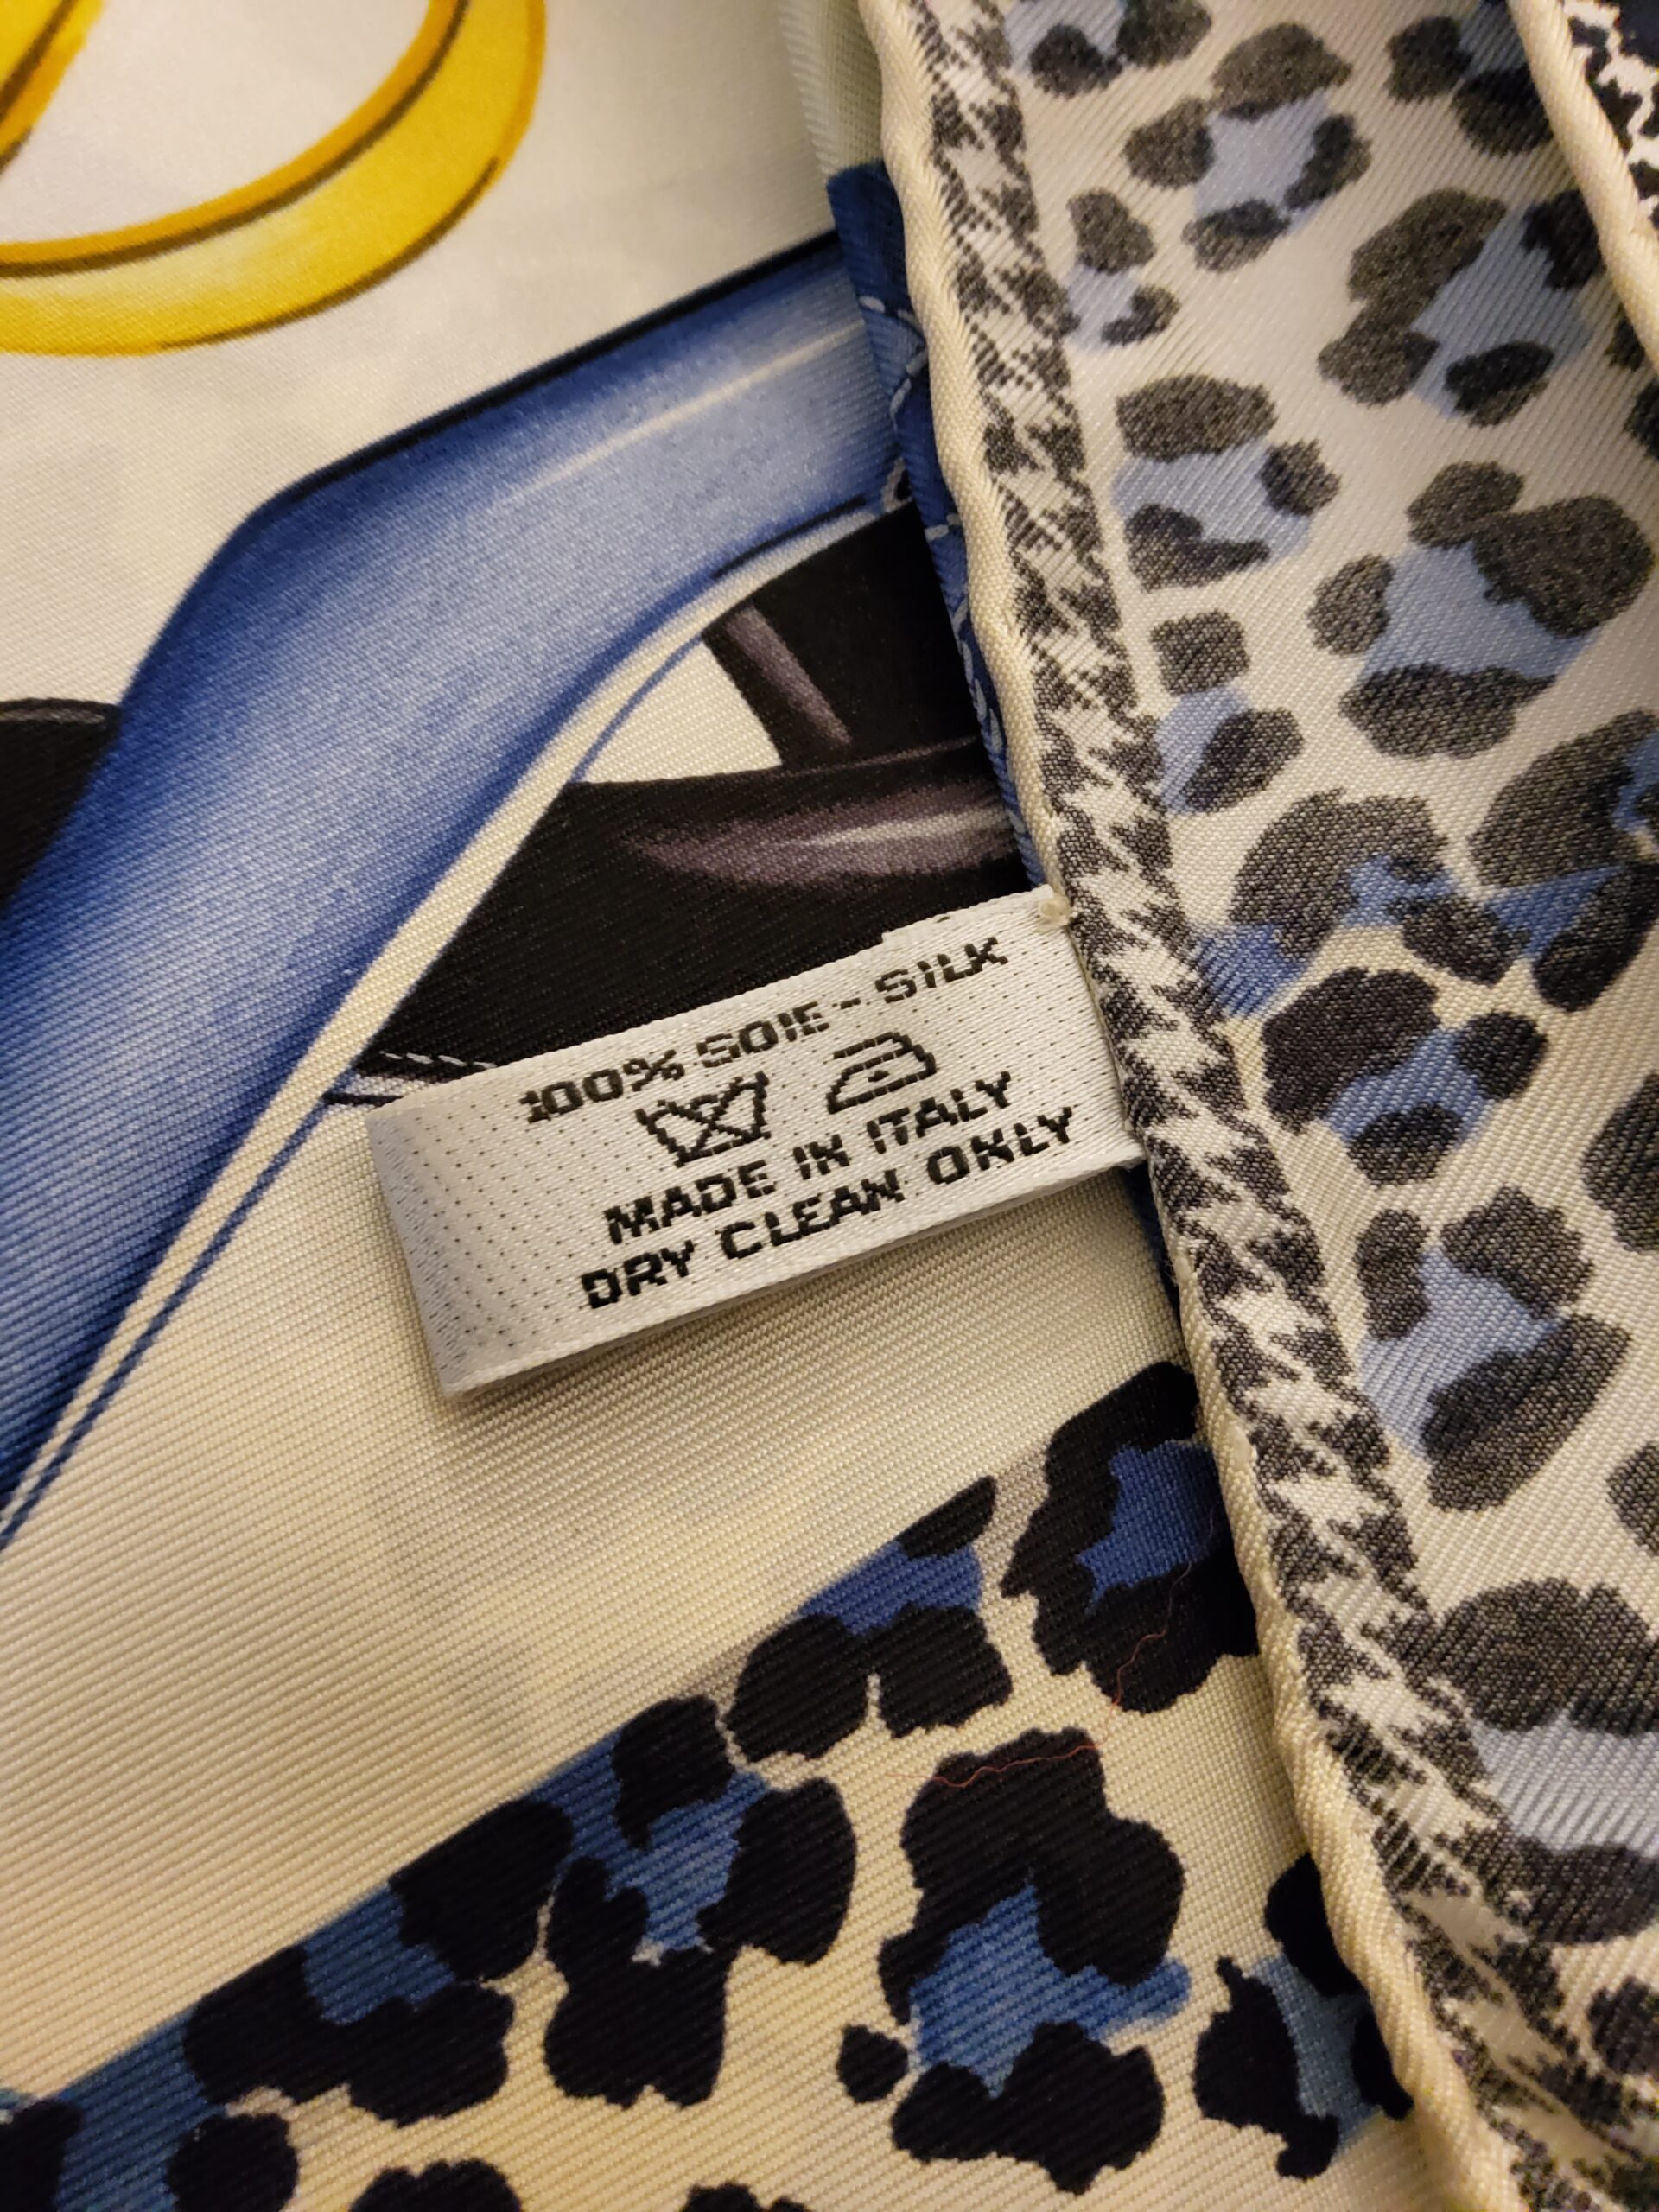 100% SOIE - SILK
MADE IN ITALY
DRY CLEAN ONLY